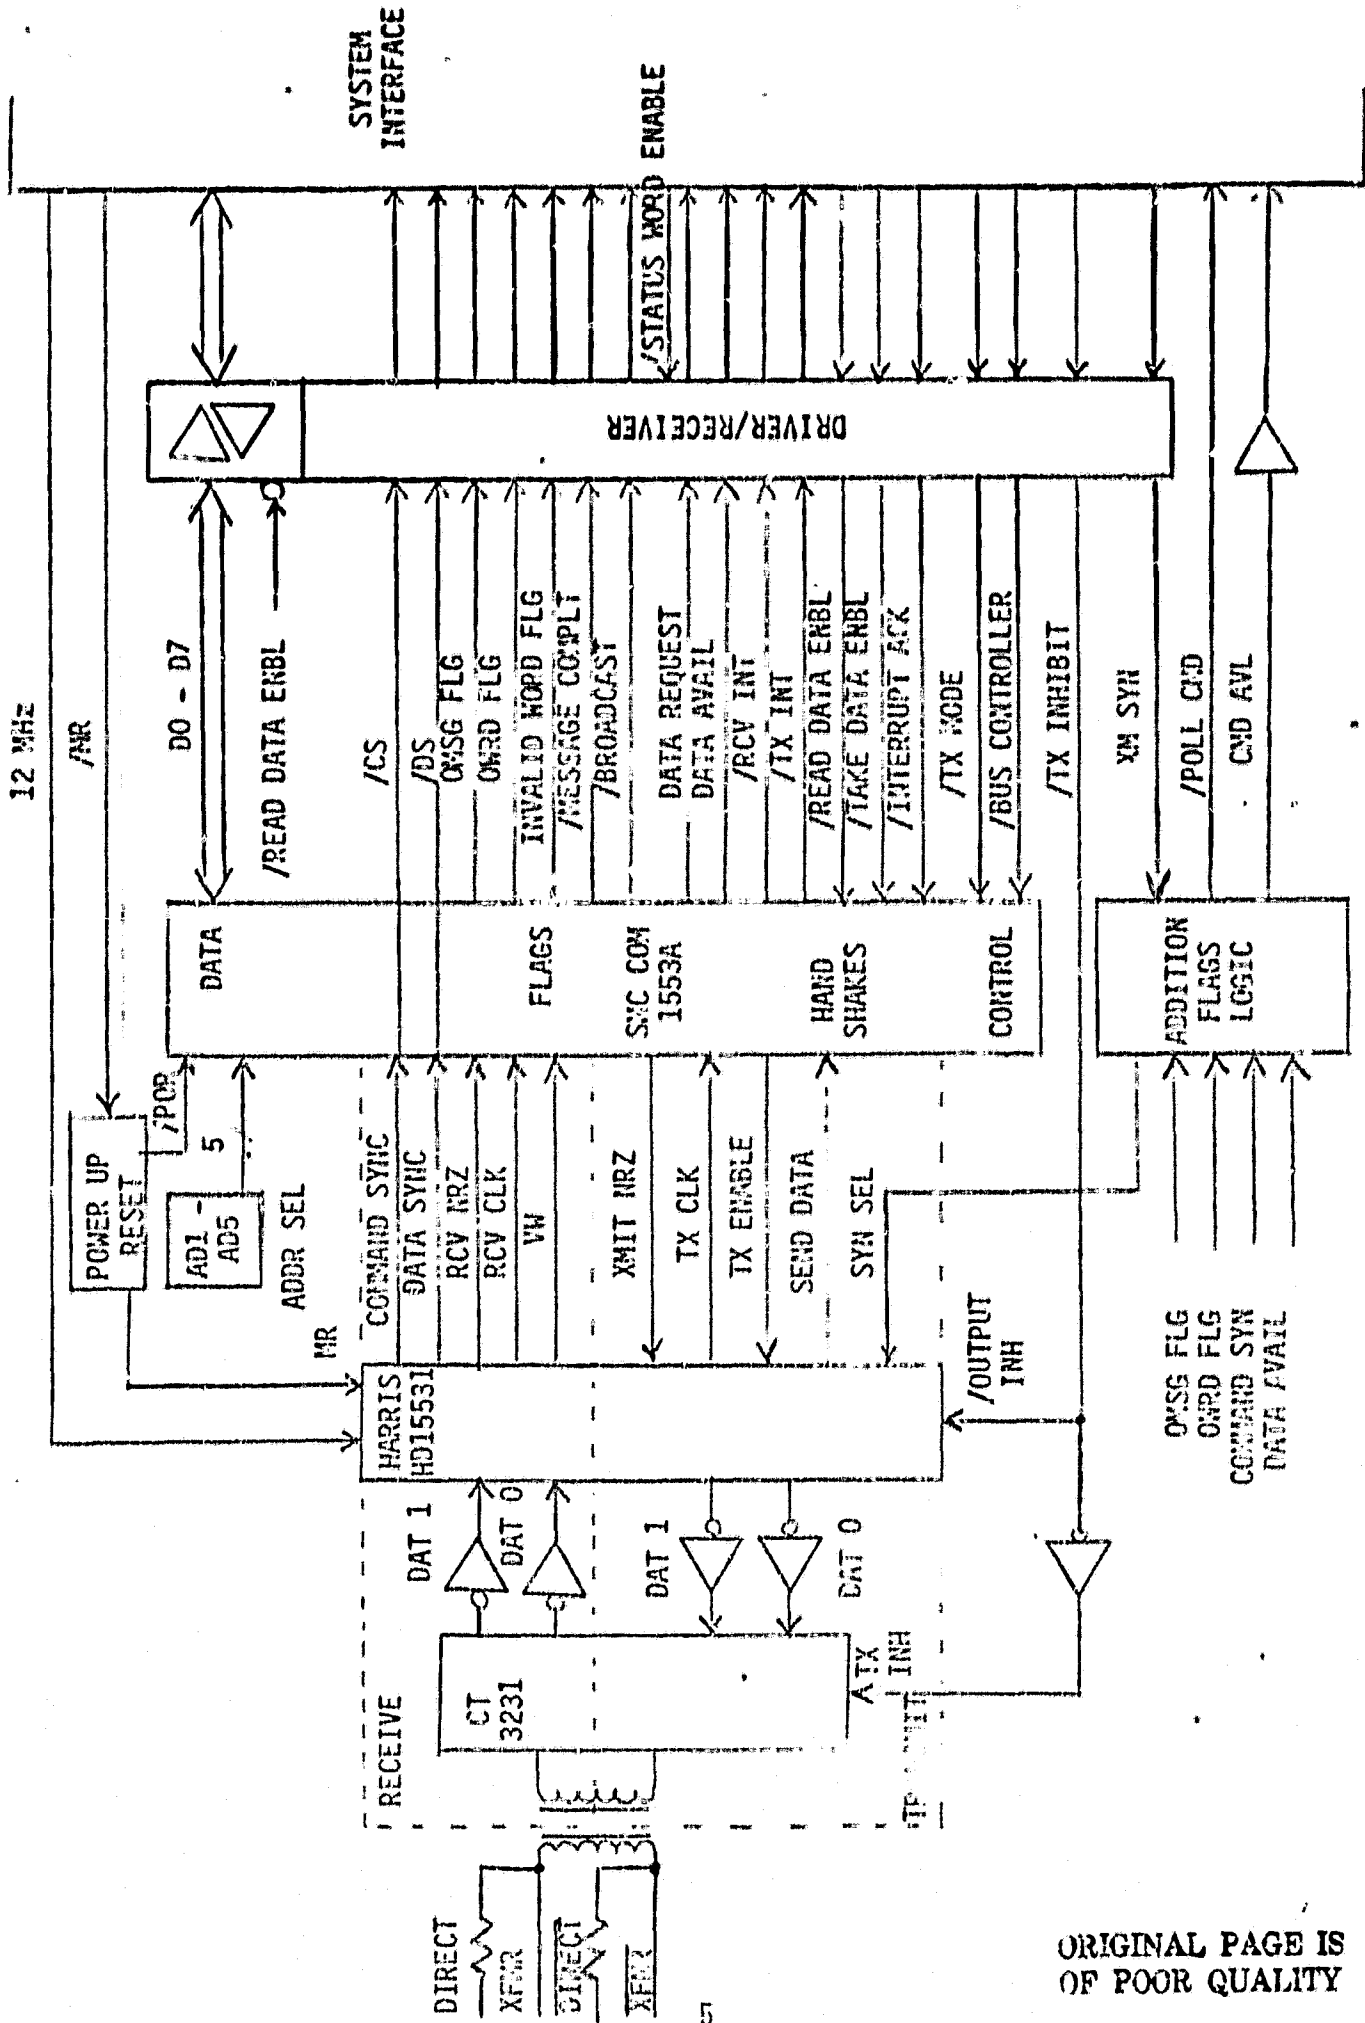 SYSTEM
INTERFACE
12 MHz
/MR
D0 - D7
/READ DATA ENBL
/STATUS WORD ENABLE
DRIVER/RECEIVER
/CS
/DS
OMSG FLG
OWRD FLG
INVALID WORD FLG
/MESSAGE COMPLT
/BROADCAST
DATA REQUEST
DATA AVAIL
/RCV INT
/TX INT
/READ DATA ENBL
/TAKE DATA ENBL
/INTERRUPT ACK
/TX MODE
/BUS CONTROLLER
/TX INHIBIT
XM SYN
/POLL CMD
CMD AVL
DATA
FLAGS
SMC COM
1553A
HAND
SHAKES
CONTROL
ADDITION
FLAGS
LOGIC
POWER UP
RESET
/POR
5
AD1 -
AD5
ADDR SEL
MR
COMMAND SYNC
DATA SYNC
RCV NRZ
RCV CLK
VW
XMIT NRZ
TX CLK
TX ENABLE
SEND DATA
SYN SEL
/OUTPUT
INH
OMSG FLG
OWRD FLG
COMMAND SYN
DATA AVAIL
HARRIS
HD15531
DAT 1
DAT 0
DAT 1
DAT 0
RECEIVE
CT
3231
TX
INH
DIRECT
XFMR
DIRECT
XFMR
5
ORIGINAL PAGE IS
OF POOR QUALITY